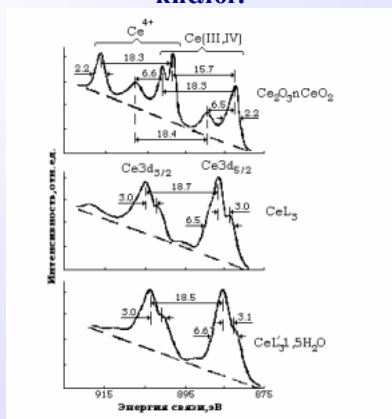 кналог.
Ce⁴⁺
Ce(III,IV)
18.3
2.2
6.6
15.7
18.3
6.5
2.2
18.4
Ce₂O₃nCeO₂
Ce3d₃/₂
Ce3d₅/₂
18.7
3.0
3.0
6.5
CeL₃
18.5
3.0
3.1
6.6
CeL₃1,5H₂O
Интенсивность,отн.ед.
915
895
875
Энергия связи,эВ